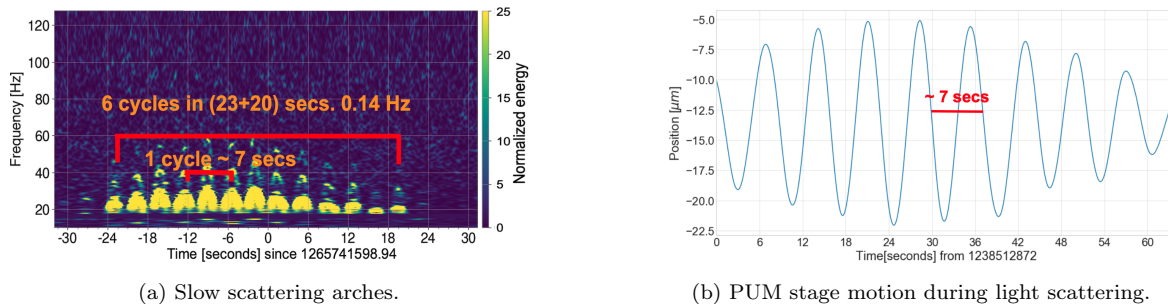 120
100
80
60
40
20
Frequency [Hz]
6 cycles in (23+20) secs. 0.14 Hz
1 cycle ~ 7 secs
-30 -24 -18 -12 -6 0 6 12 18 24 30
Time [seconds] since 1265741598.94
25
20
15
10
5
0
Normalized energy
(a) Slow scattering arches.
−5.0
−7.5
−10.0
−12.5
−15.0
−17.5
−20.0
−22.5
Position [μm]
~ 7 secs
0 6 12 18 24 30 36 42 48 54 60
Time[seconds] from 1238512872
(b) PUM stage motion during light scattering.